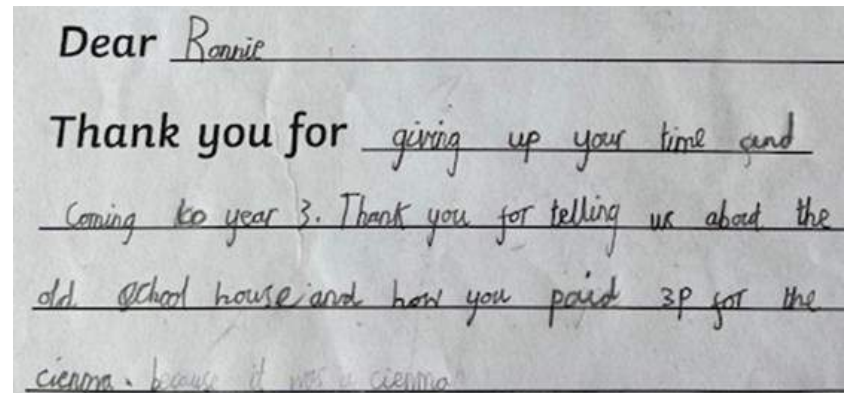 Dear Ronnie
Thank you for giving up your time and
Coming to year 3. Thank you for telling us about the
old school house and how you paid 3P for the
cienma. because it was a cienma